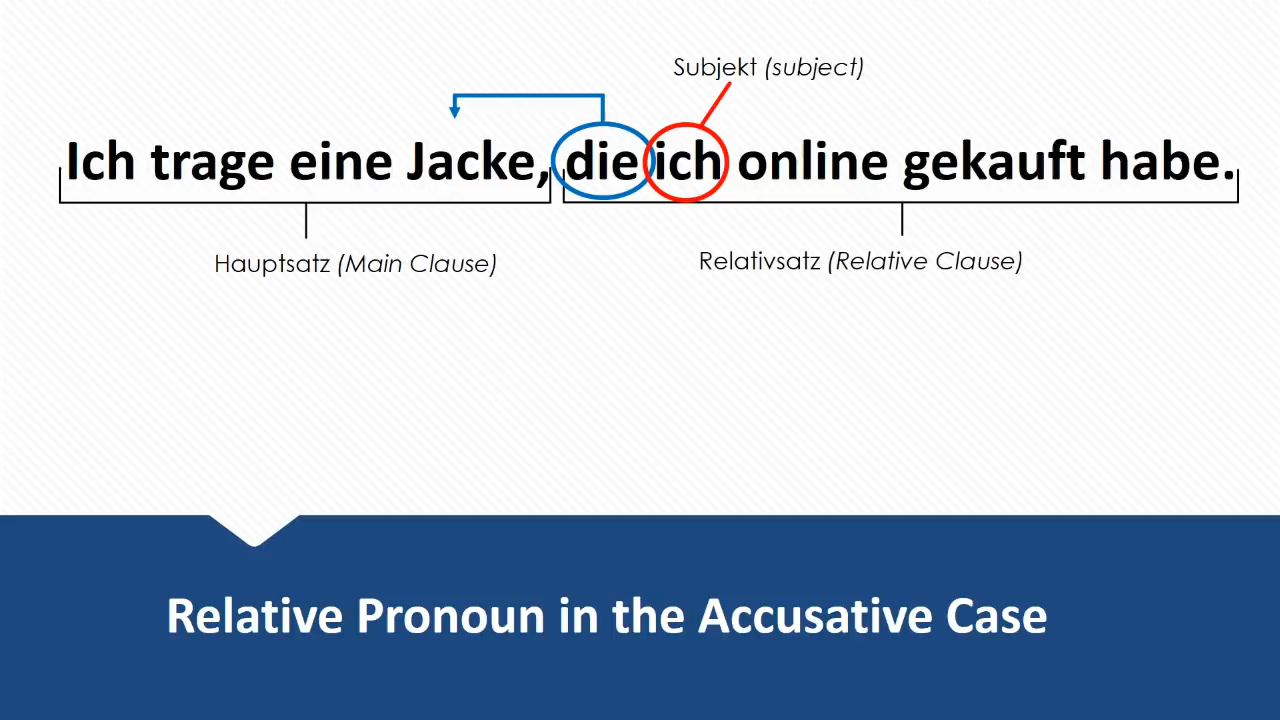 Subjekt (subject)
Ich trage eine Jacke, die ich online gekauft habe.
Hauptsatz (Main Clause)
Relativsatz (Relative Clause)
Relative Pronoun in the Accusative Case